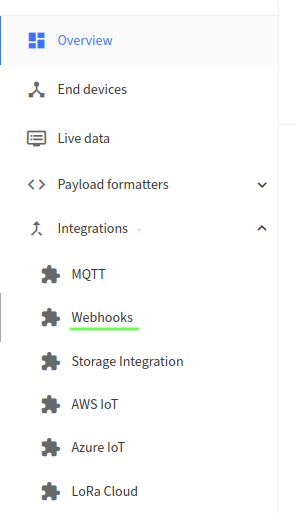 Overview
End devices
Live data
Payload formatters
Integrations
MQTT
Webhooks
Storage Integration
AWS IoT
Azure IoT
LoRa Cloud